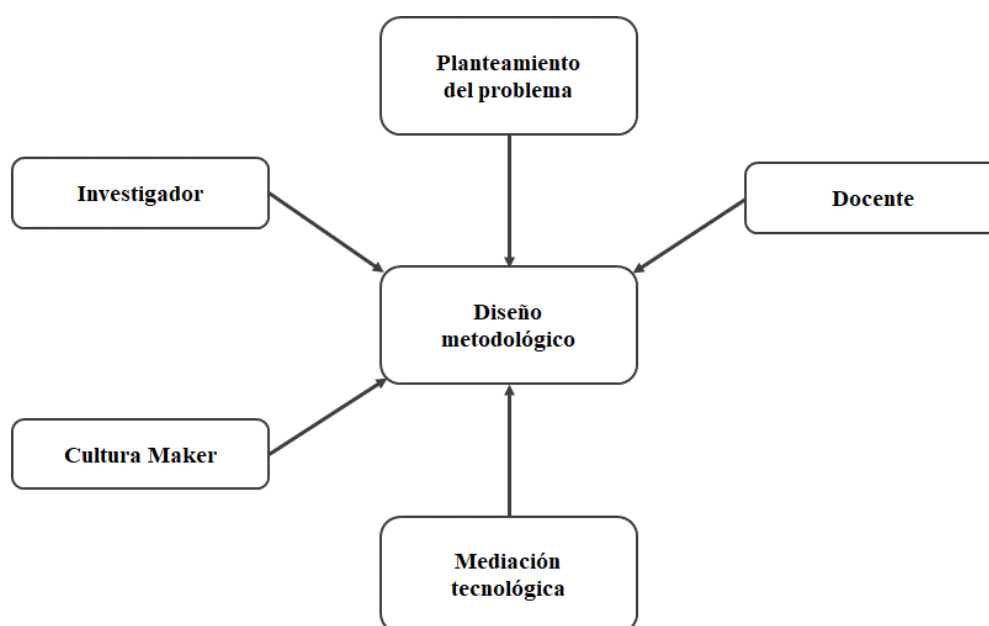 Planteamiento
del problema
Investigador
Docente
Diseño
metodológico
Cultura Maker
Mediación
tecnológica